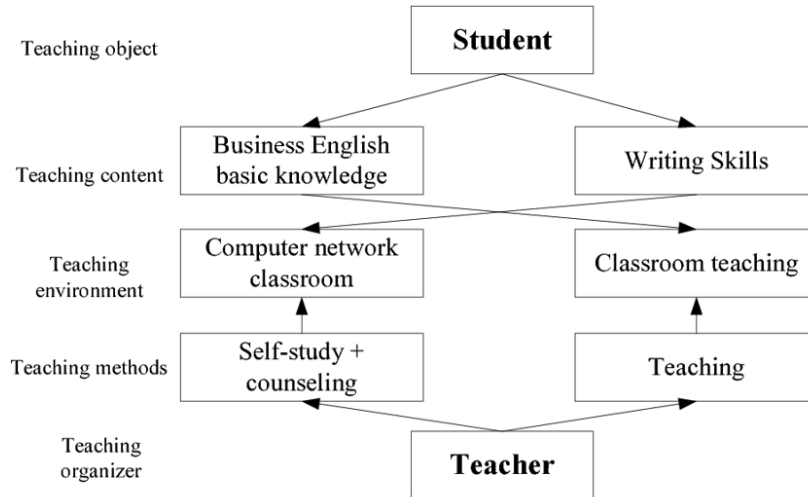 Teaching object
Student
Teaching content
Business English
basic knowledge
Writing Skills
Teaching
environment
Computer network
classroom
Classroom teaching
Teaching methods
Self-study +
counseling
Teaching
Teaching
organizer
Teacher